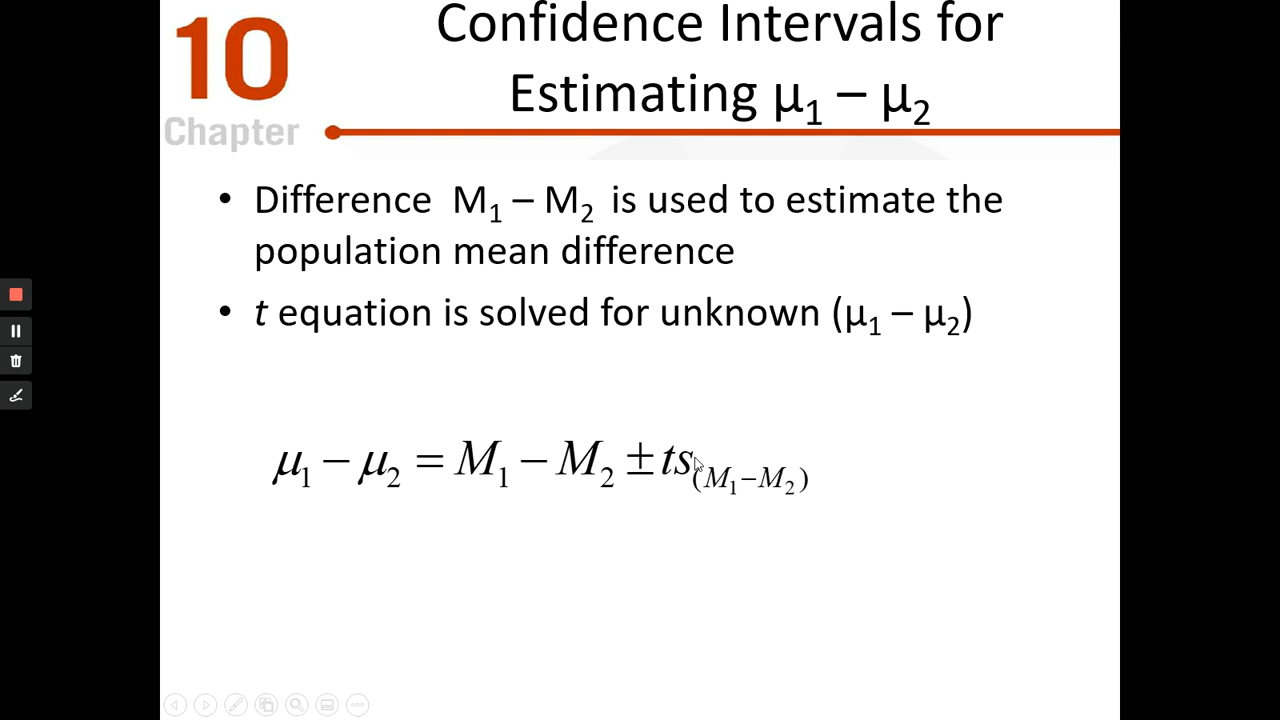 10
Chapter
Confidence Intervals for
Estimating μ₁ – μ₂
• Difference M₁ – M₂ is used to estimate the
population mean difference
• t equation is solved for unknown (μ₁ – μ₂)
μ₁ − μ₂ = M₁ − M₂ ± ts₍M₁−M₂₎